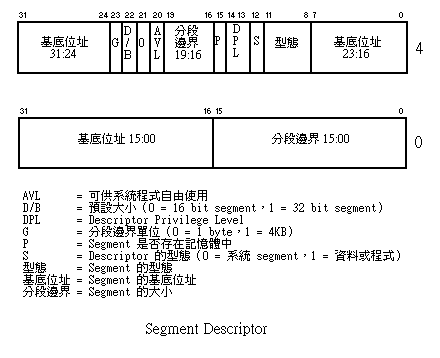 31 24 23 22 21 20 19 16 15 14 13 12 11 8 7 0
基底位址 31:24 G D/B 0 AVL 分段邊界 19:16 P DPL S 型態 基底位址 23:16 4
31 16 15 0
基底位址 15:00 分段邊界 15:00 0
AVL = 可供系統程式自由使用
D/B = 預設大小 (0 = 16 bit segment，1 = 32 bit segment)
DPL = Descriptor Privilege Level
G = 分段邊界單位 (0 = 1 byte，1 = 4KB)
P = Segment 是否存在記憶體中
S = Descriptor 的型態 (0 = 系統 segment，1 = 資料或程式)
型態 = Segment 的型態
基底位址 = Segment 的基底位址
分段邊界 = Segment 的大小
Segment Descriptor